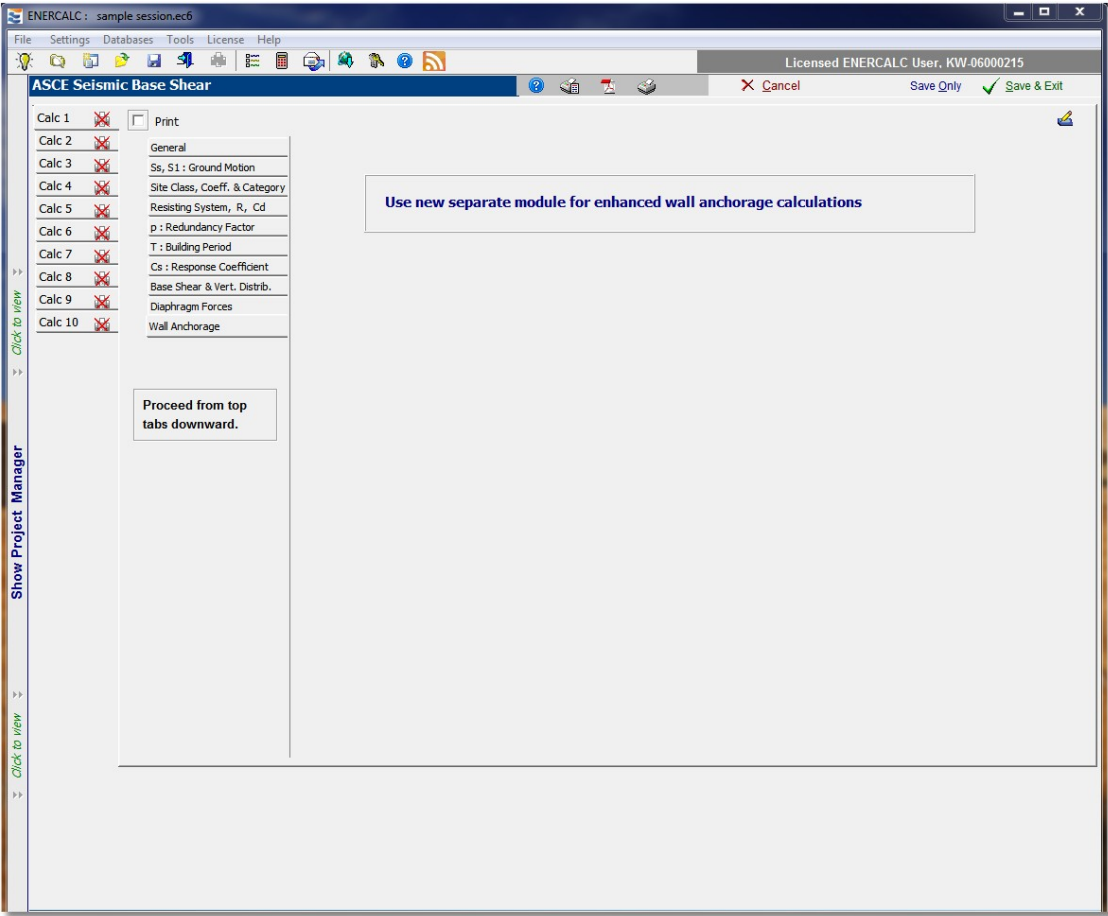 ENERCALC : sample session.ec6
File Settings Databases Tools License Help
Licensed ENERCALC User, KW-06000215
ASCE Seismic Base Shear
Cancel
Save Only
Save & Exit
Calc 1
Calc 2
Calc 3
Calc 4
Calc 5
Calc 6
Calc 7
Calc 8
Calc 9
Calc 10
Print
General
Ss, S1 : Ground Motion
Site Class, Coeff. & Category
Resisting System, R, Cd
p : Redundancy Factor
T : Building Period
Cs : Response Coefficient
Base Shear & Vert. Distrib.
Diaphragm Forces
Wall Anchorage
Proceed from top
tabs downward.
Use new separate module for enhanced wall anchorage calculations
Click to view
Show Project Manager
Click to view